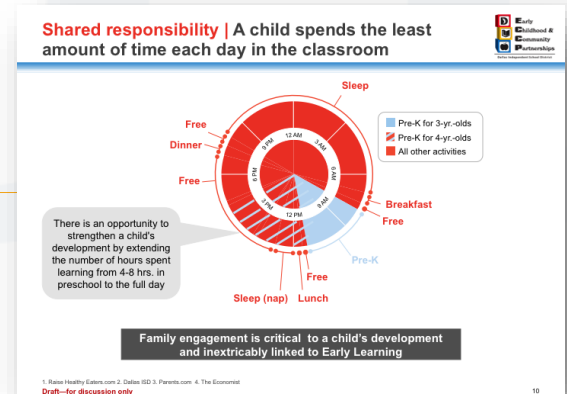 Shared responsibility | A child spends the least
amount of time each day in the classroom
Early
Childhood &
Community
Partnerships
Dallas Independent School District
Sleep
Free
Dinner
Free
12 AM
3 AM
6 AM
9 AM
12 PM
3 PM
6 PM
9 PM
Pre-K for 3-yr.-olds
Pre-K for 4-yr.-olds
All other activities
Breakfast
Free
Pre-K
Free
Lunch
Sleep (nap)
There is an opportunity to
strengthen a child's
development by extending
the number of hours spent
learning from 4-8 hrs. in
preschool to the full day
Family engagement is critical to a child's development
and inextricably linked to Early Learning
1. Raise Healthy Eaters.com 2. Dallas ISD 3. Parents.com 4. The Economist
Draft—for discussion only
10